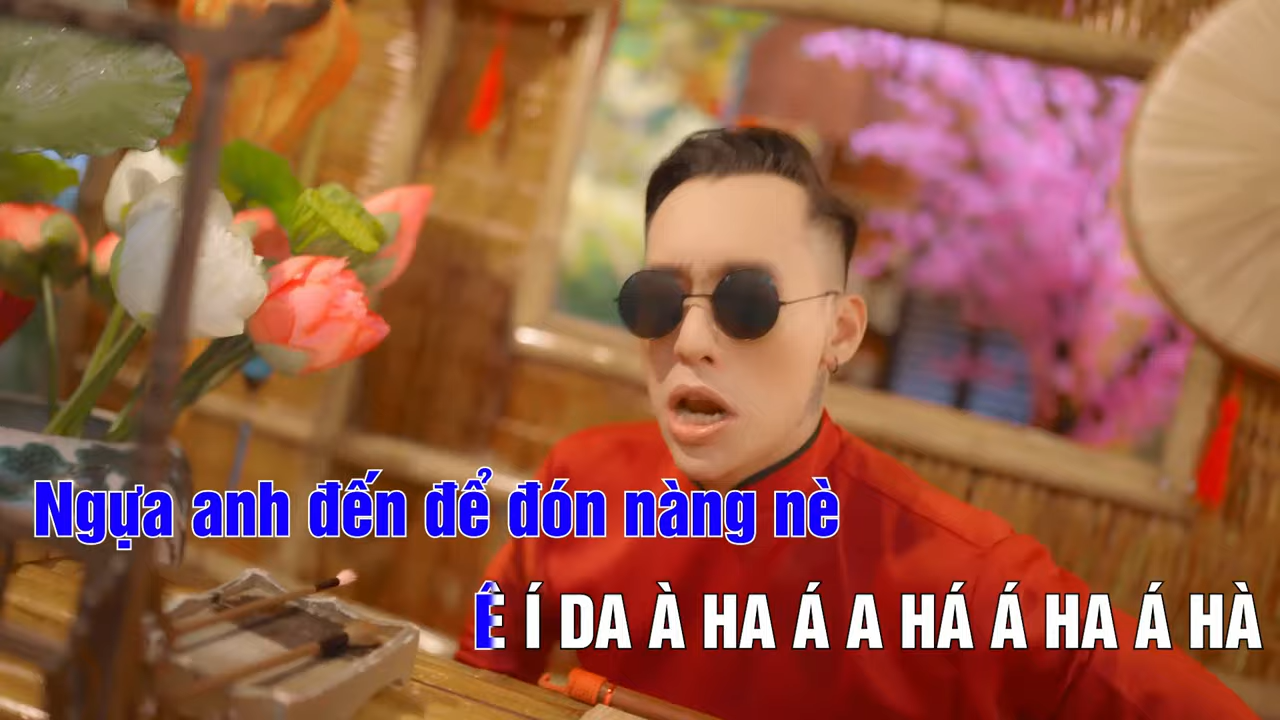 Ngựa anh đến để đón nàng nè
Ê Í DA À HA Á A HÁ Á HA Á HÀ